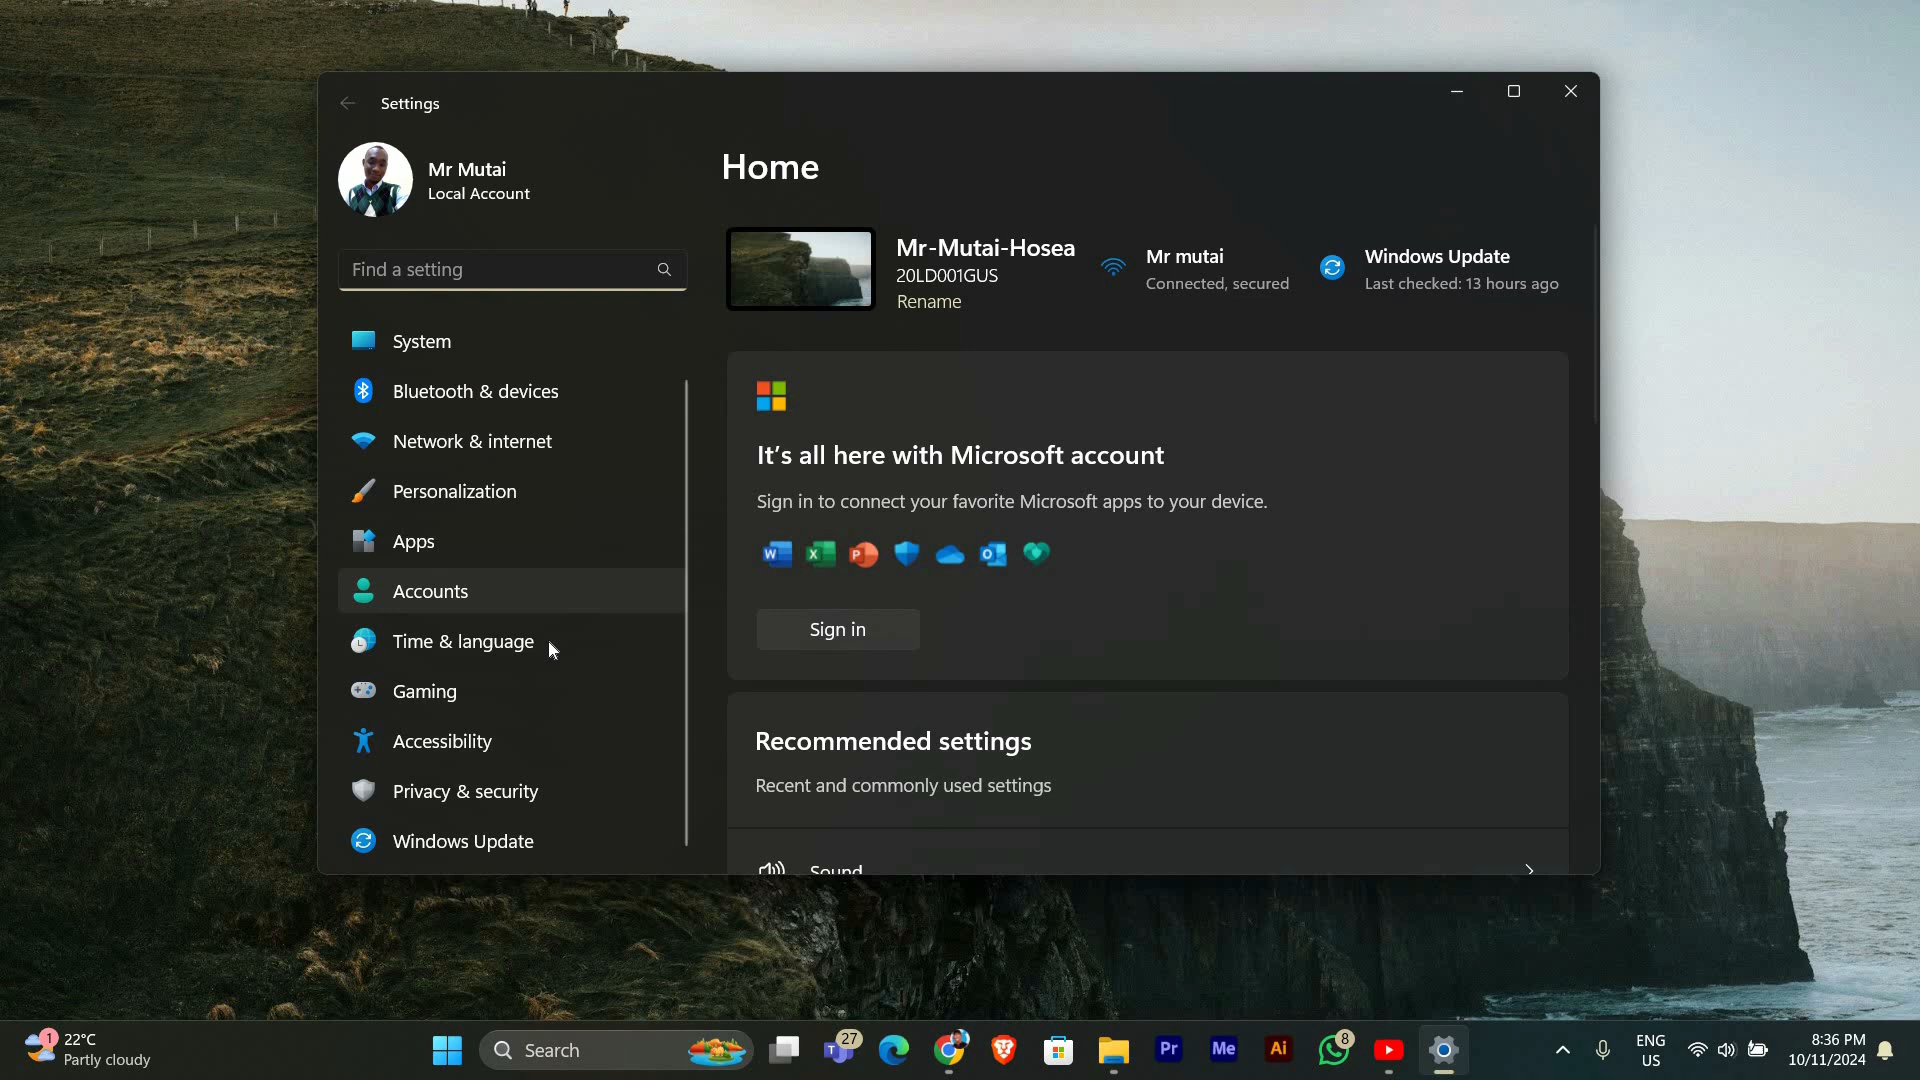 Settings
Mr Mutai
Local Account
Find a setting
System
Bluetooth & devices
Network & internet
Personalization
Apps
Accounts
Time & language
Gaming
Accessibility
Privacy & security
Windows Update
Home
Mr-Mutai-Hosea
20LD001GUS
Rename
Mr mutai
Connected, secured
Windows Update
Last checked: 13 hours ago
It's all here with Microsoft account
Sign in to connect your favorite Microsoft apps to your device.
W X P O
Sign in
Recommended settings
Recent and commonly used settings
Sound
1
22°C
Partly cloudy
Search
27
T
Pr
Me
Ai
8
ENG
US
8:36 PM
10/11/2024